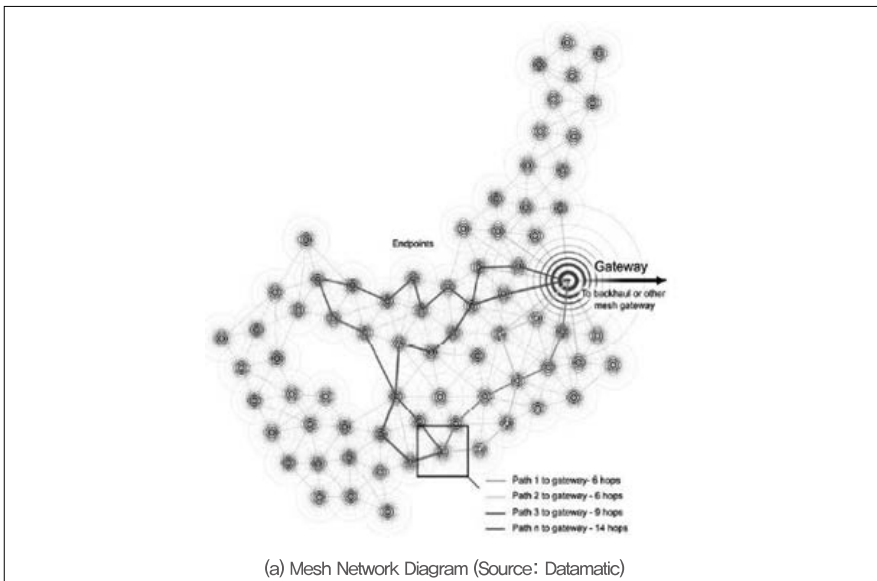 Endpoints
Gateway
To backhaul or other
mesh gateway
Path 1 to gateway- 6 hops
Path 2 to gateway - 6 hops
Path 3 to gateway - 9 hops
Path n to gateway - 14 hops
(a) Mesh Network Diagram (Source: Datamatic)